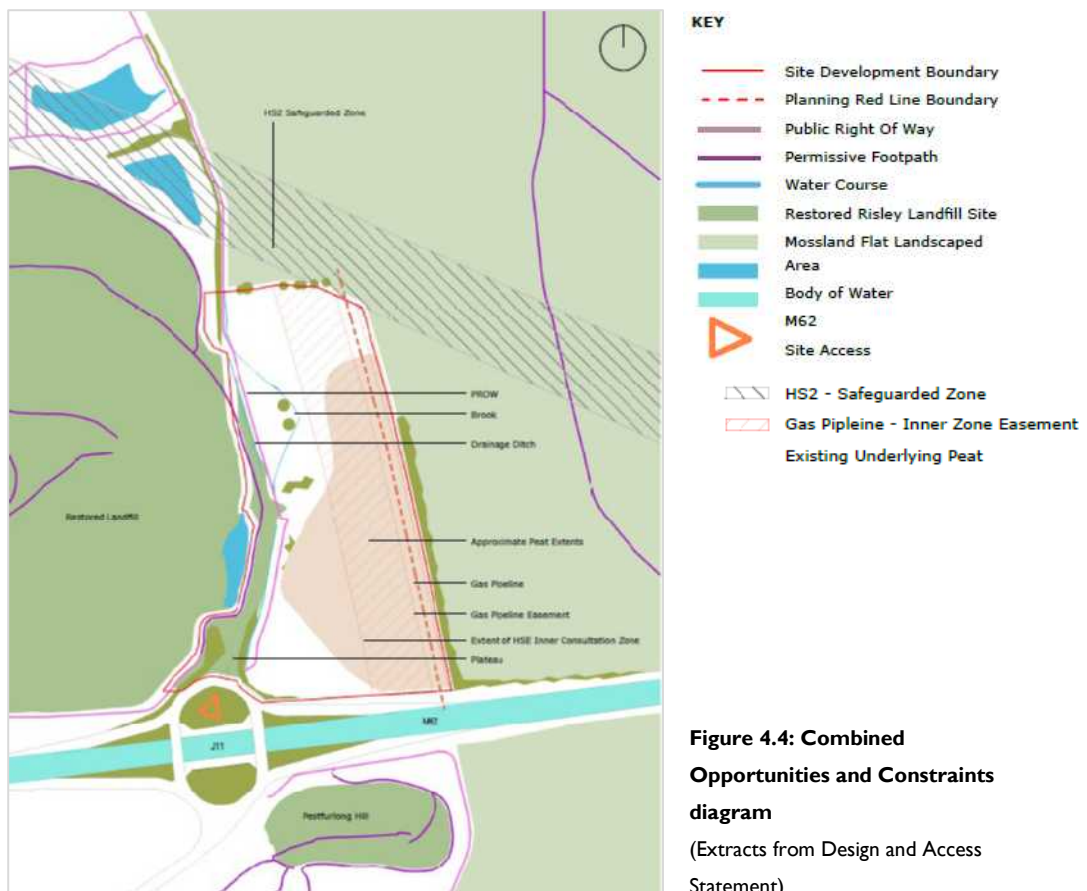 HS2 Safeguarded Zone
PROW
Brook
Drainage Ditch
Restored Landfill
Approximate Peat Extents
Gas Pipeline
Gas Pipeline Easement
Extent of HSE Inner Consultation Zone
Plateau
M62
J11
Pestfurlong Hill
KEY
Site Development Boundary
Planning Red Line Boundary
Public Right Of Way
Permissive Footpath
Water Course
Restored Risley Landfill Site
Mossland Flat Landscaped
Area
Body of Water
M62
Site Access
HS2 - Safeguarded Zone
Gas Pipleine - Inner Zone Easement
Existing Underlying Peat
Figure 4.4: Combined
Opportunities and Constraints
diagram
(Extracts from Design and Access
Statement)